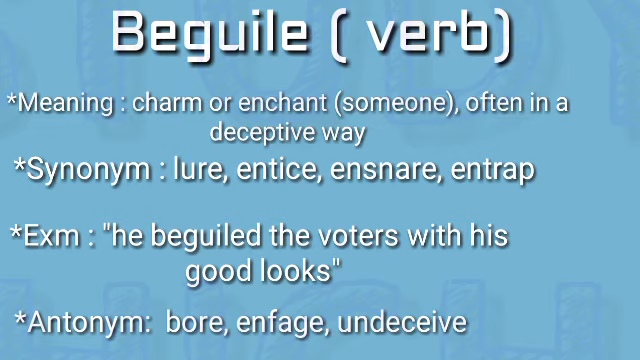 Beguile ( verb)
*Meaning : charm or enchant (someone), often in a
deceptive way
*Synonym : lure, entice, ensnare, entrap
*Exm : "he beguiled the voters with his
good looks"
*Antonym:  bore, enfage, undeceive